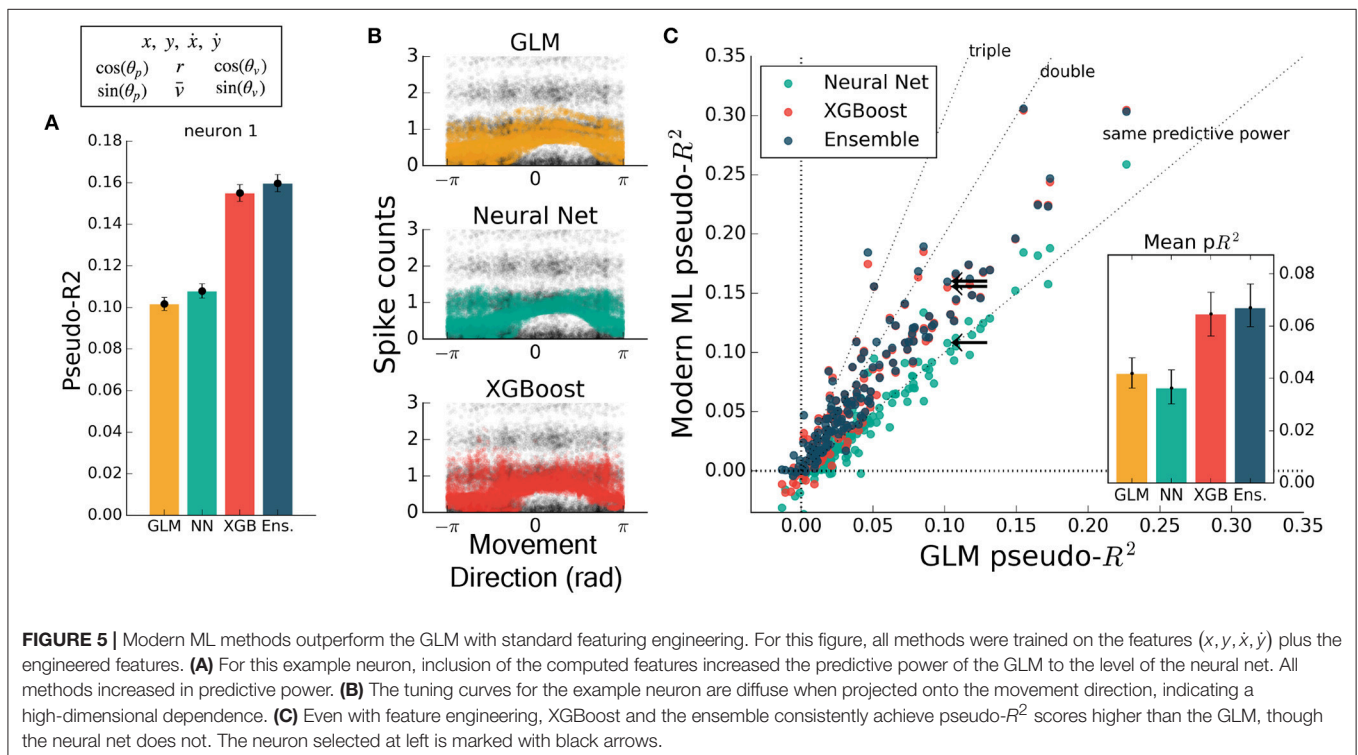 x, y, ẋ, ẏ
cos(θp) r cos(θv)
sin(θp) v̄ sin(θv)
A
neuron 1
Pseudo-R2
0.16
0.14
0.12
0.10
0.08
0.06
0.04
0.02
0.00
GLM NN XGB Ens.
B
GLM
3
2
1
0
−π 0 π
Neural Net
3
2
1
0
−π 0 π
XGBoost
3
2
1
0
−π 0 π
Spike counts
Movement
Direction (rad)
C
triple
double
same predictive power
Neural Net
XGBoost
Ensemble
Modern ML pseudo-R²
0.35
0.30
0.25
0.20
0.15
0.10
0.05
0.00
0.00 0.05 0.10 0.15 0.20 0.25 0.30 0.35
GLM pseudo-R²
Mean pR²
0.08
0.06
0.04
0.02
0.00
GLM NN XGB Ens.
FIGURE 5 | Modern ML methods outperform the GLM with standard featuring engineering. For this figure, all methods were trained on the features (x, y, ẋ, ẏ) plus the
engineered features. (A) For this example neuron, inclusion of the computed features increased the predictive power of the GLM to the level of the neural net. All
methods increased in predictive power. (B) The tuning curves for the example neuron are diffuse when projected onto the movement direction, indicating a
high-dimensional dependence. (C) Even with feature engineering, XGBoost and the ensemble consistently achieve pseudo-R² scores higher than the GLM, though
the neural net does not. The neuron selected at left is marked with black arrows.